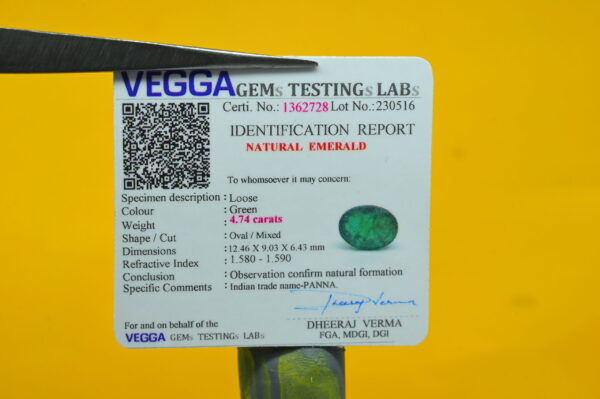 VEGGA GEMs TESTINGs LABs
Certi. No.: 1362728 Lot No.: 230516
IDENTIFICATION REPORT
NATURAL EMERALD
To whomsoever it may concern:
Specimen description : Loose
Colour : Green
Weight : 4.74 carats
Shape / Cut : Oval / Mixed
Dimensions : 12.46 X 9.03 X 6.43 mm
Refractive Index : 1.580 - 1.590
Conclusion : Observation confirm natural formation
Specific Comments : Indian trade name-PANNA.
Dheeraj Verma
For and on behalf of the DHEERAJ VERMA
VEGGA GEMs TESTINGs LABs FGA, MDGI, DGI